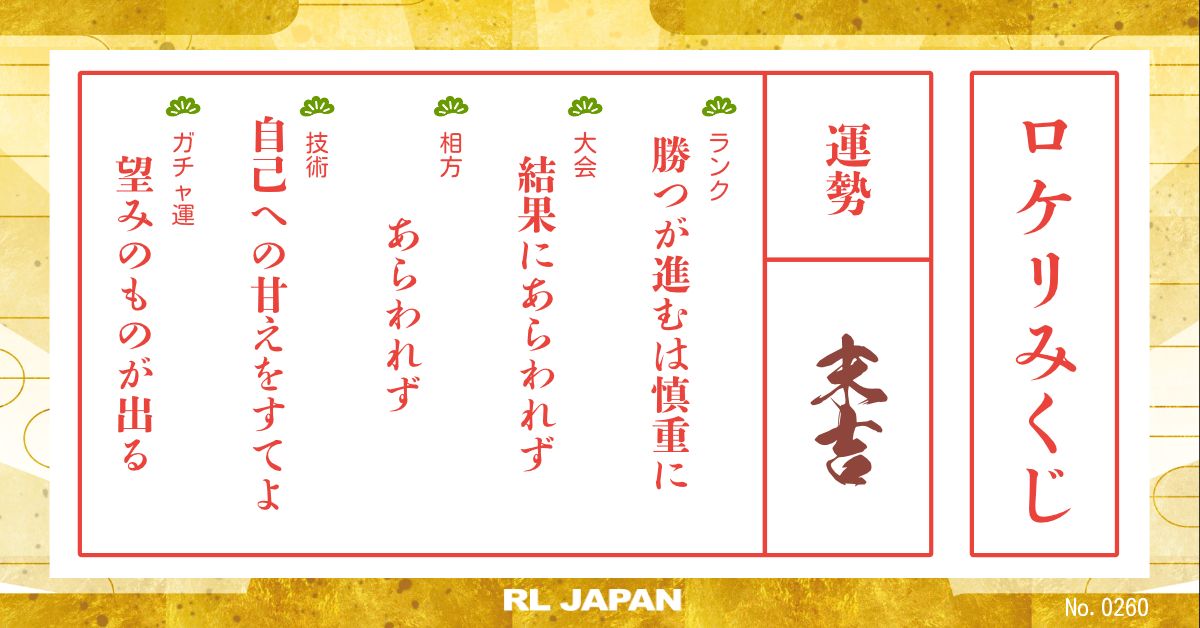 ロケリみくじ
運勢
末吉
ランク
勝つが進むは慎重に
大会
結果にあらわれず
相方
あらわれず
技術
自己への甘えをすてよ
ガチャ運
望みのものが出る
RL JAPAN
No. 0260